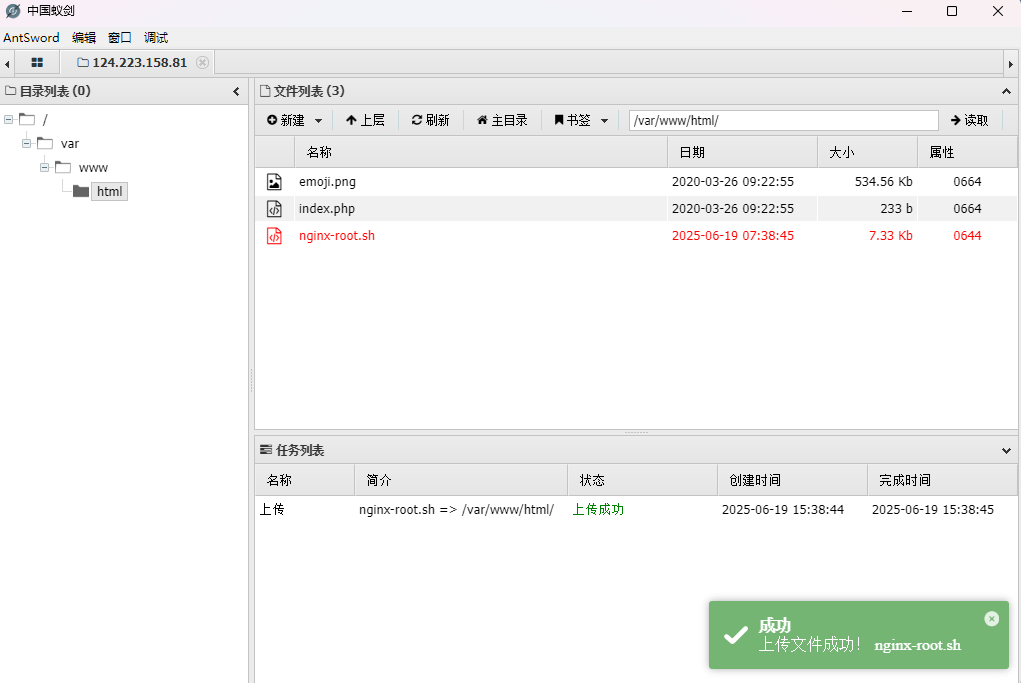 中国蚁剑
AntSword 编辑 窗口 调试
124.223.158.81
目录列表 (0)
/
var
www
html
文件列表 (3)
新建 上层 刷新 主目录 书签 /var/www/html/ 读取
名称 日期 大小 属性
emoji.png 2020-03-26 09:22:55 534.56 Kb 0664
index.php 2020-03-26 09:22:55 233 b 0664
nginx-root.sh 2025-06-19 07:38:45 7.33 Kb 0644
任务列表
名称 简介 状态 创建时间 完成时间
上传 nginx-root.sh => /var/www/html/ 上传成功 2025-06-19 15:38:44 2025-06-19 15:38:45
成功
上传文件成功！ nginx-root.sh